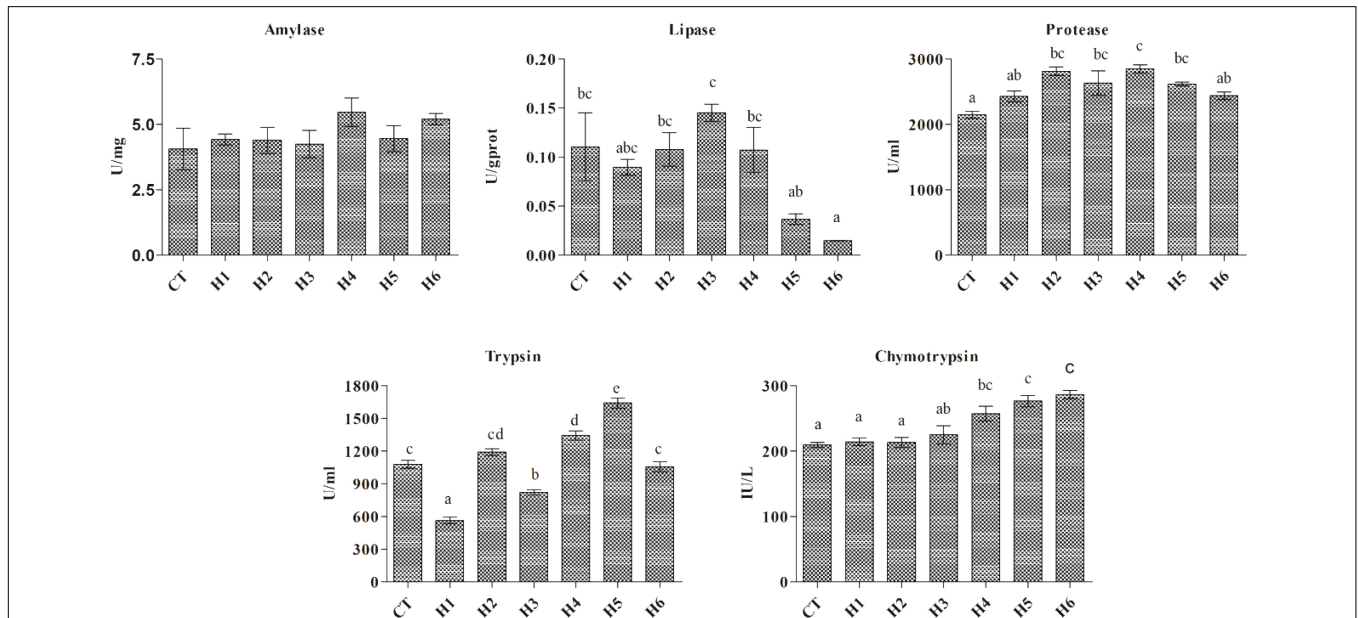 Amylase
U/mg
7.5
5.0
2.5
0.0
CT H1 H2 H3 H4 H5 H6
Lipase
U/gprot
0.20
0.15
0.10
0.05
0.00
bc abc bc c bc ab a
CT H1 H2 H3 H4 H5 H6
Protease
U/ml
3000
2000
1000
0
a ab bc bc c bc ab
CT H1 H2 H3 H4 H5 H6
Trypsin
U/ml
1800
1500
1200
900
600
300
0
c a cd b d e c
CT H1 H2 H3 H4 H5 H6
Chymotrypsin
IU/L
300
200
100
0
a a a ab bc c C
CT H1 H2 H3 H4 H5 H6